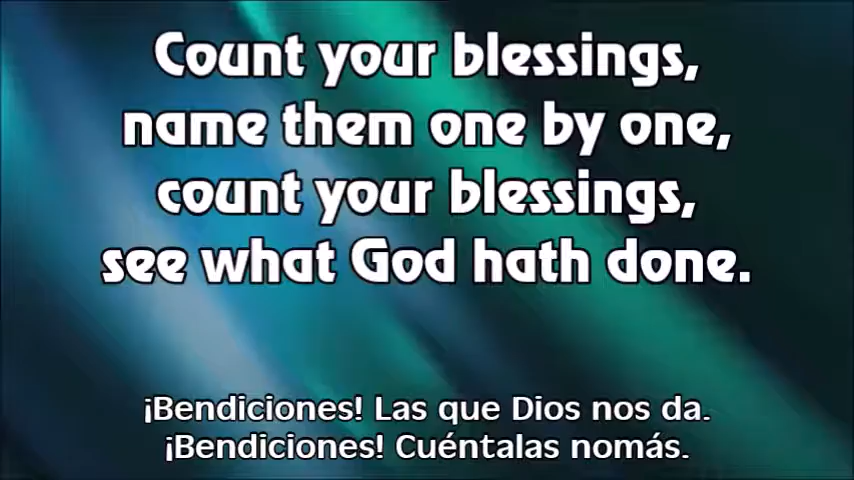 Count your blessings,
name them one by one,
count your blessings,
see what God hath done.
¡Bendiciones! Las que Dios nos da.
¡Bendiciones! Cuéntalas nomás.